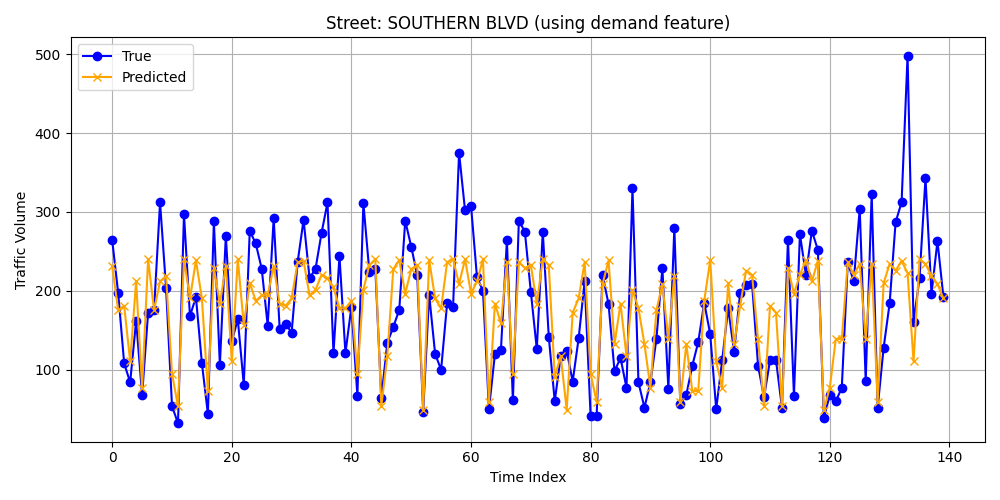 Street: SOUTHERN BLVD (using demand feature)
True
Predicted
Traffic Volume
500
400
300
200
100
0 20 40 60 80 100 120 140
Time Index